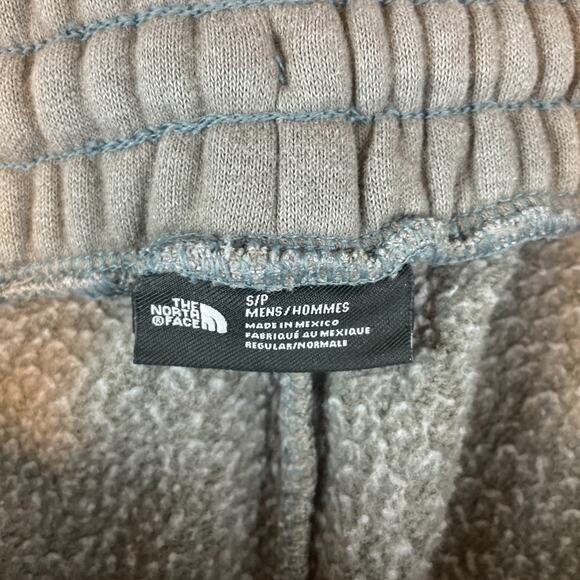 THE
NORTH
FACE
S/P
MENS/HOMMES
MADE IN MEXICO
FABRIQUÉ AU MEXIQUE
REGULAR/NORMALE